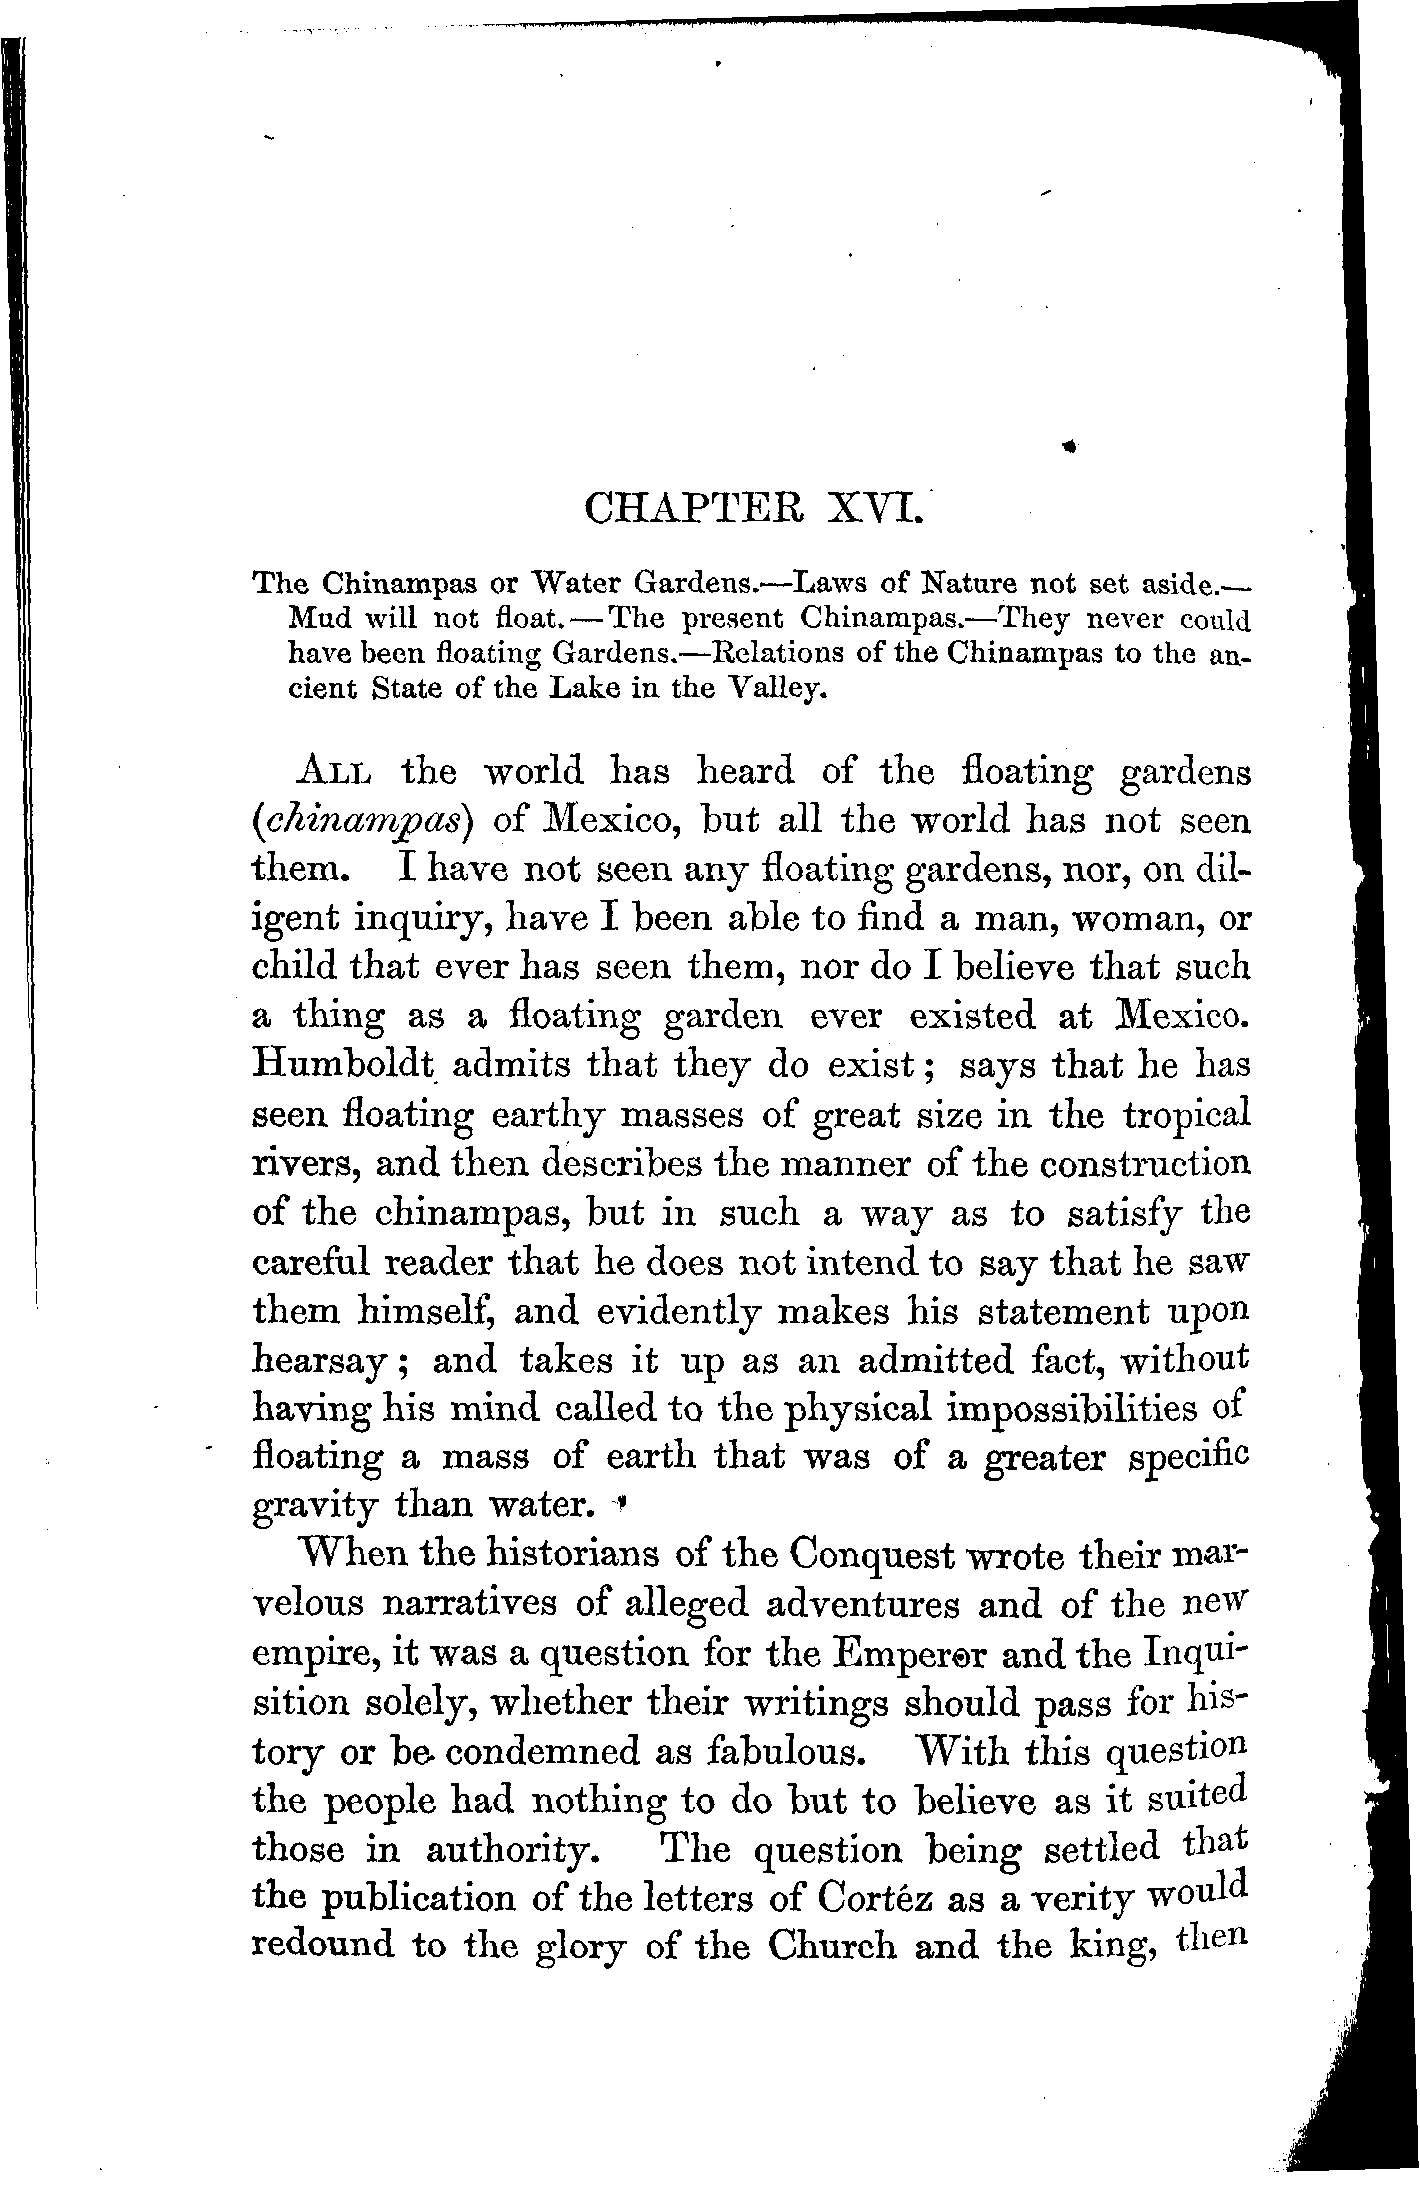 CHAPTER XVI.
The Chinampas or Water Gardens.—Laws of Nature not set aside.—
Mud will not float.—The present Chinampas.—They never could
have been floating Gardens.—Relations of the Chinampas to the an-
cient State of the Lake in the Valley.
ALL the world has heard of the floating gardens
(chinampas) of Mexico, but all the world has not seen
them. I have not seen any floating gardens, nor, on dil-
igent inquiry, have I been able to find a man, woman, or
child that ever has seen them, nor do I believe that such
a thing as a floating garden ever existed at Mexico.
Humboldt admits that they do exist; says that he has
seen floating earthy masses of great size in the tropical
rivers, and then describes the manner of the construction
of the chinampas, but in such a way as to satisfy the
careful reader that he does not intend to say that he saw
them himself, and evidently makes his statement upon
hearsay; and takes it up as an admitted fact, without
having his mind called to the physical impossibilities of
floating a mass of earth that was of a greater specific
gravity than water.
When the historians of the Conquest wrote their mar-
velous narratives of alleged adventures and of the new
empire, it was a question for the Emperor and the Inqui-
sition solely, whether their writings should pass for his-
tory or be condemned as fabulous. With this question
the people had nothing to do but to believe as it suited
those in authority. The question being settled that
the publication of the letters of Cortéz as a verity would
redound to the glory of the Church and the king, then